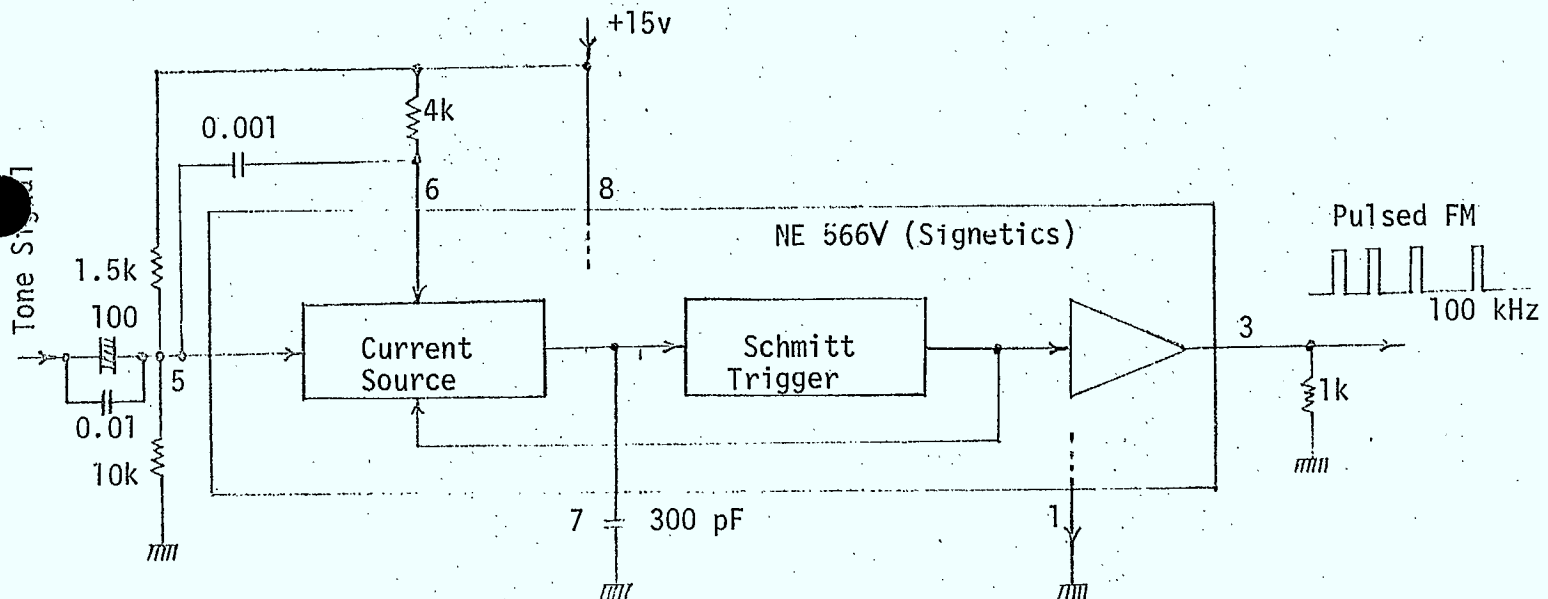 +15v
4k
0.001
6
8
NE 566V (Signetics)
Pulsed FM
1.5k
Tone Signal
100
100 kHz
3
Current
Source
Schmitt
Trigger
5
1k
0.01
10k
7
300 pF
1